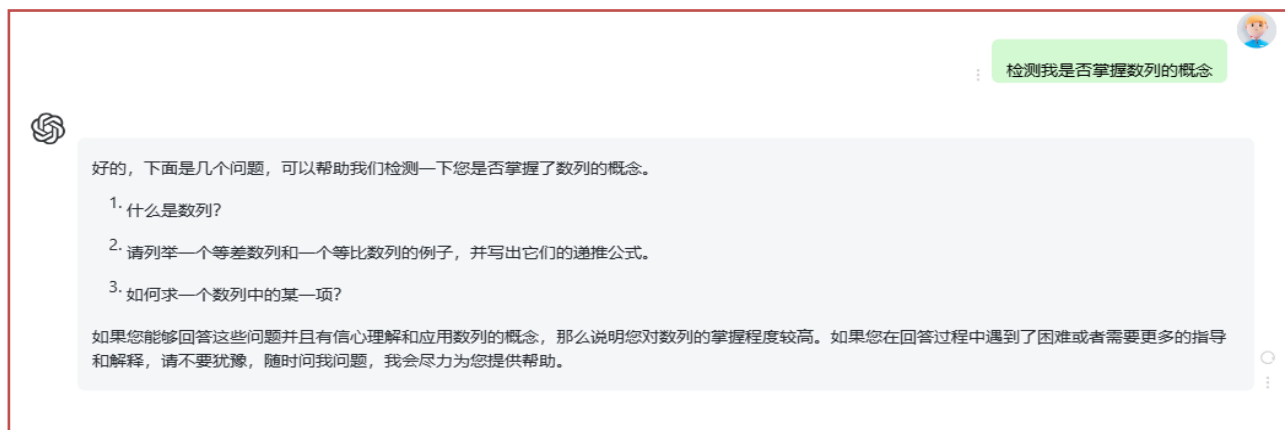 检测我是否掌握数列的概念
好的，下面是几个问题，可以帮助我们检测一下您是否掌握了数列的概念。
1. 什么是数列？
2. 请列举一个等差数列和一个等比数列的例子，并写出它们的递推公式。
3. 如何求一个数列中的某一项？
如果您能够回答这些问题并且有信心理解和应用数列的概念，那么说明您对数列的掌握程度较高。如果您在回答过程中遇到了困难或者需要更多的指导
和解释，请不要犹豫，随时问我问题，我会尽力为您提供帮助。